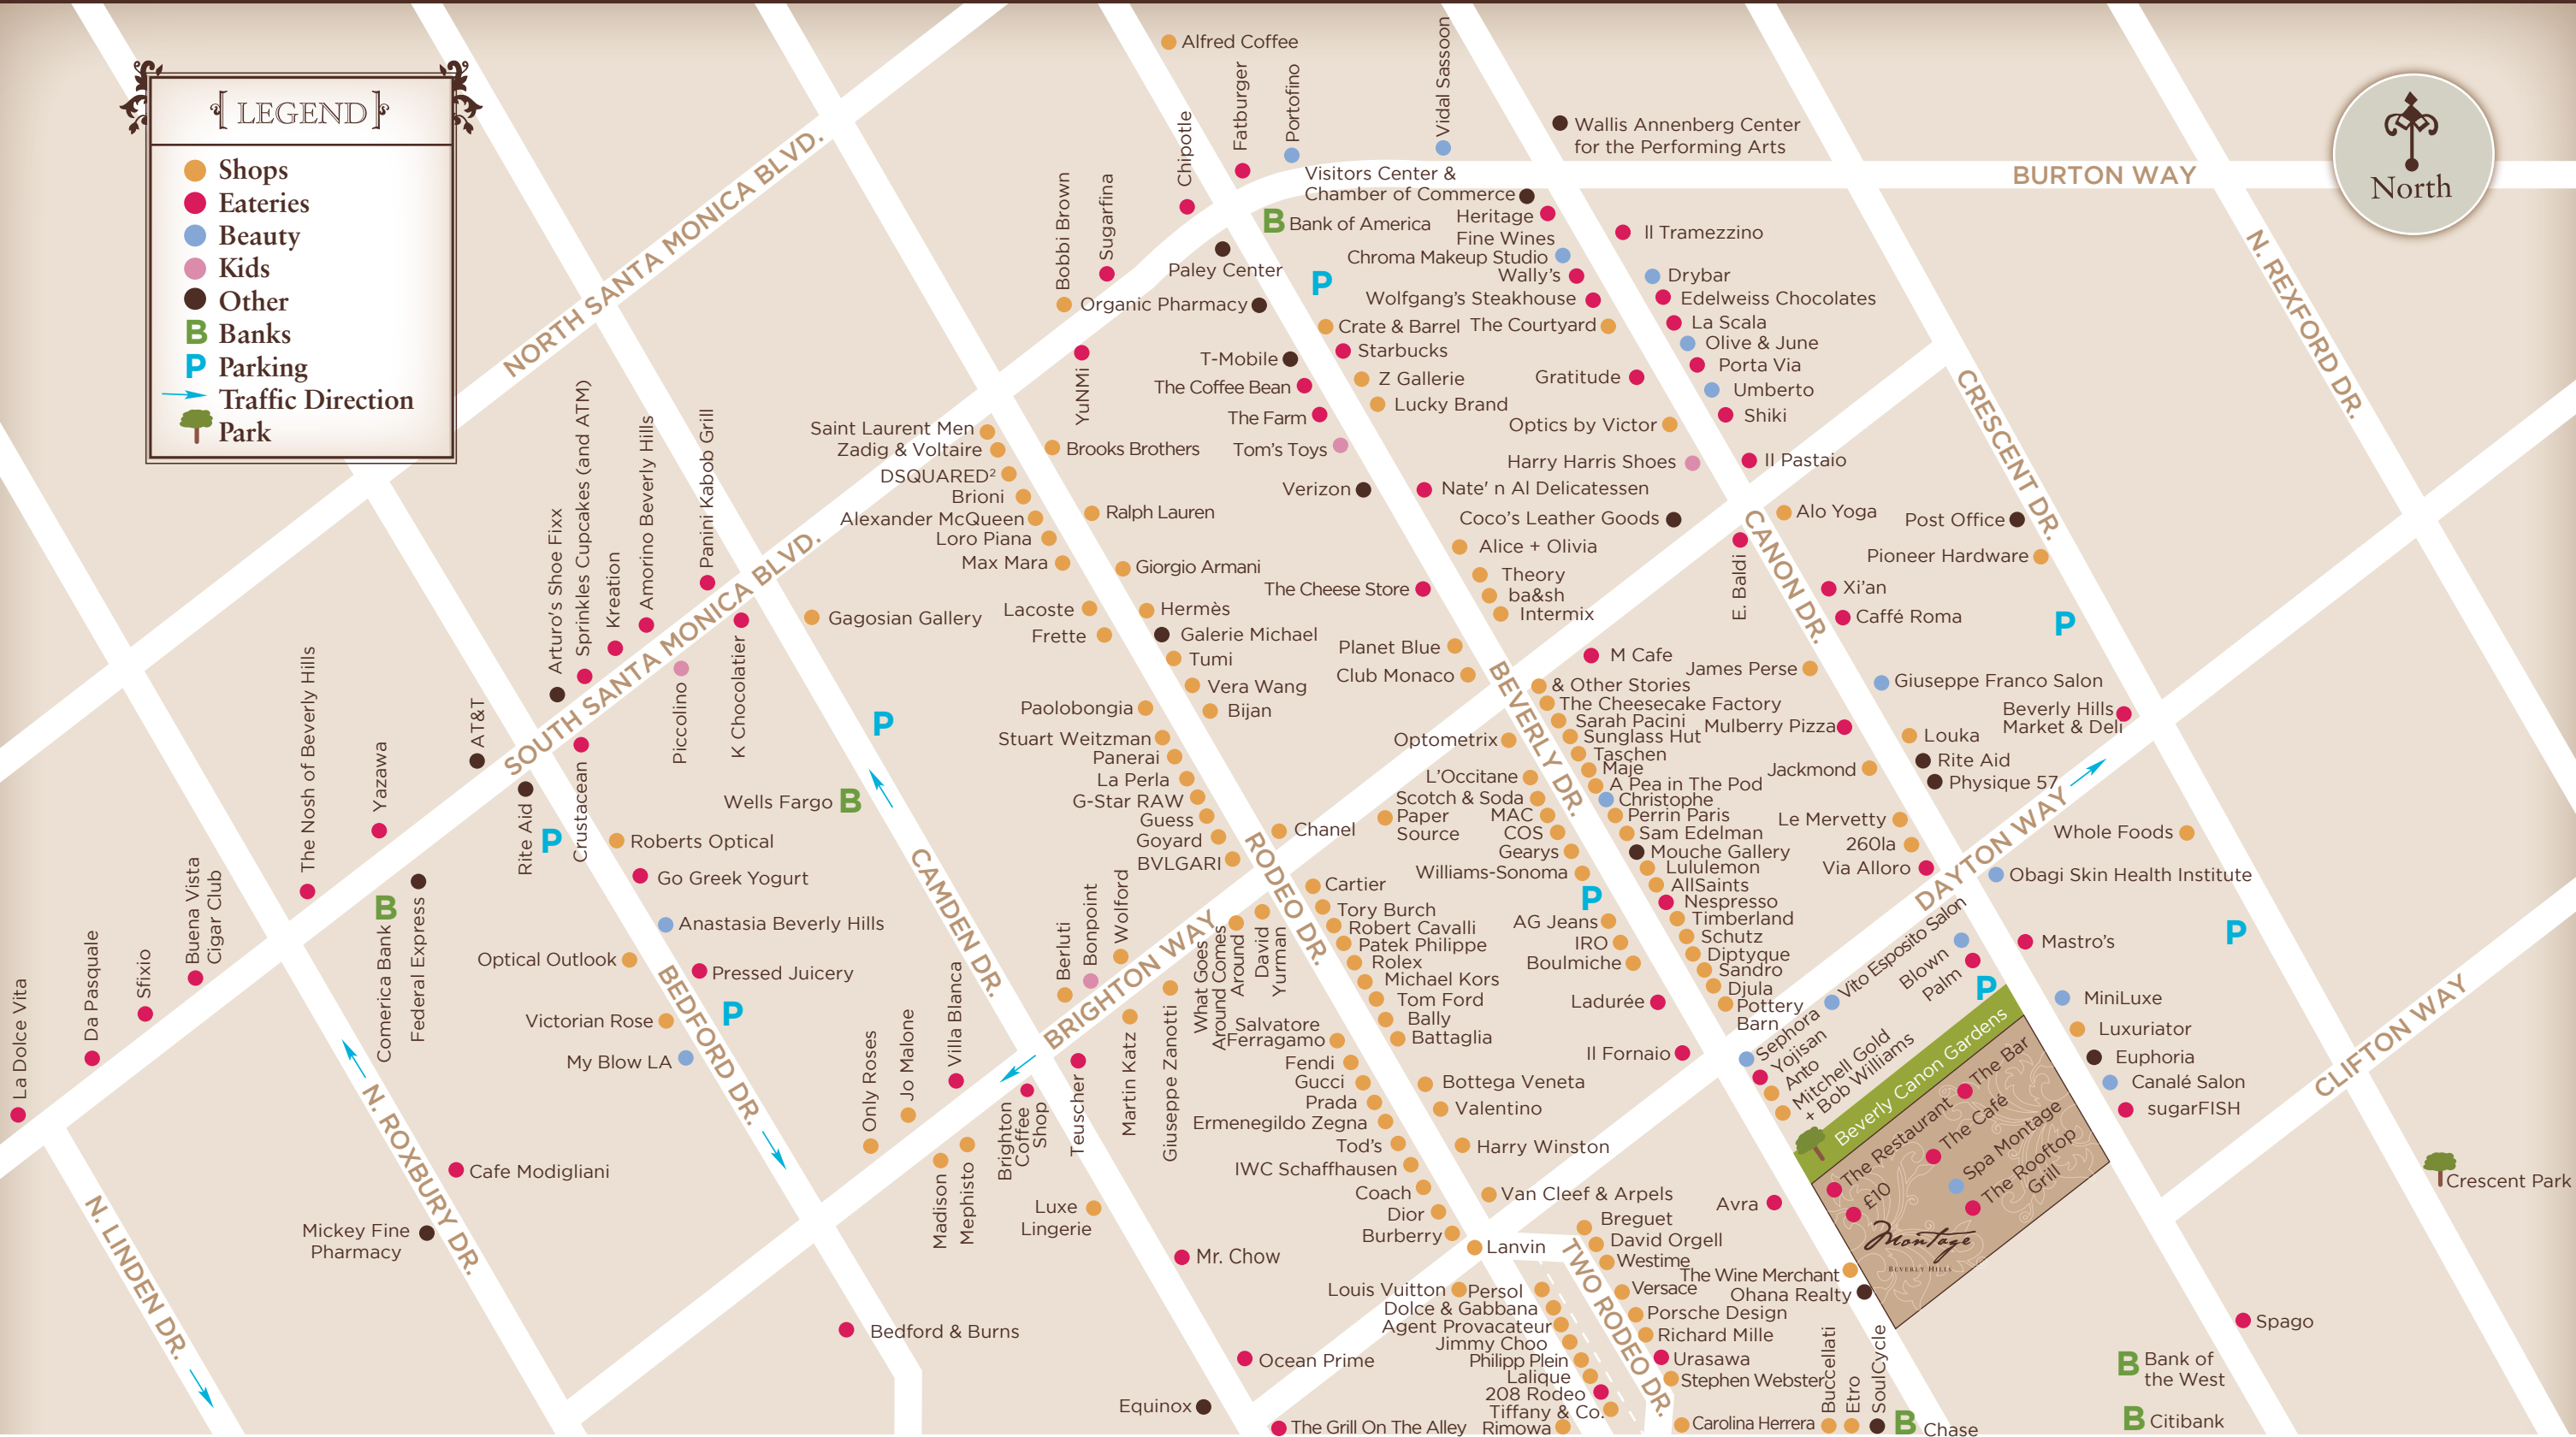 LEGEND
Shops
Eateries
Beauty
Kids
Other
B Banks
P Parking
Traffic Direction
Park
North
NORTH SANTA MONICA BLVD.
SOUTH SANTA MONICA BLVD.
BURTON WAY
N. REXFORD DR.
CRESCENT DR.
CANON DR.
BEVERLY DR.
RODEO DR.
TWO RODEO DR.
CAMDEN DR.
BEDFORD DR.
N. ROXBURY DR.
N. LINDEN DR.
BRIGHTON WAY
DAYTON WAY
CLIFTON WAY
Alfred Coffee
Fatburger
Portofino
Vidal Sassoon
Chipotle
Wallis Annenberg Center
for the Performing Arts
Visitors Center &
Chamber of Commerce
B Bank of America
Heritage
Fine Wines
Chroma Makeup Studio
Wally's
Wolfgang's Steakhouse
The Courtyard
Gratitude
Optics by Victor
Harry Harris Shoes
Coco's Leather Goods
Il Tramezzino
Drybar
Edelweiss Chocolates
La Scala
Olive & June
Porta Via
Umberto
Shiki
Il Pastaio
Bobbi Brown
Sugarfina
Paley Center
Organic Pharmacy
P
Crate & Barrel
Starbucks
Z Gallerie
Lucky Brand
T-Mobile
The Coffee Bean
The Farm
Tom's Toys
Verizon
Nate' n Al Delicatessen
YuNMi
Brooks Brothers
Ralph Lauren
Giorgio Armani
Hermès
Galerie Michael
Tumi
Vera Wang
Bijan
Saint Laurent Men
Zadig & Voltaire
DSQUARED²
Brioni
Alexander McQueen
Loro Piana
Max Mara
Lacoste
Frette
Gagosian Gallery
Paolobongia
Stuart Weitzman
Panerai
La Perla
G-Star RAW
Guess
Goyard
BVLGARI
Alice + Olivia
Theory
ba&sh
Intermix
The Cheese Store
Planet Blue
Club Monaco
Optometrix
L'Occitane
Scotch & Soda
Paper
Source
MAC
COS
Gearys
Williams-Sonoma
P
AG Jeans
IRO
Boulmiche
Ladurée
Il Fornaio
E. Baldi
Alo Yoga
Post Office
Pioneer Hardware
Xi'an
Caffé Roma
P
M Cafe
James Perse
& Other Stories
The Cheesecake Factory
Sarah Pacini
Mulberry Pizza
Sunglass Hut
Taschen
Maje
Jackmond
A Pea in The Pod
Christophe
Perrin Paris
Le Mervetty
Sam Edelman
260la
Mouche Gallery
Via Alloro
Lululemon
AllSaints
Nespresso
Timberland
Schutz
Diptyque
Sandro
Djula
Pottery
Barn
Giuseppe Franco Salon
Beverly Hills
Market & Deli
Louka
Rite Aid
Physique 57
Whole Foods
Obagi Skin Health Institute
Mastro's
P
MiniLuxe
Luxuriator
Euphoria
Canalé Salon
sugarFISH
Crescent Park
Spago
B Bank of
the West
B Citibank
Vito Esposito Salon
Blown
Palm
P
Sephora
Yojisan
Anto
Mitchell Gold
+ Bob Williams
Beverly Canon Gardens
The Bar
The Restaurant
The Café
£10
Spa Montage
The Rooftop
Grill
Montage
BEVERLY HILLS
Avra
The Wine Merchant
Ohana Realty
Buccellati
Etro
SoulCycle
B Chase
Arturo's Shoe Fixx
Sprinkles Cupcakes (and ATM)
Kreation
Amorino Beverly Hills
Panini Kabob Grill
Piccolino
K Chocolatier
P
B Wells Fargo
AT&T
Rite Aid
P
Crustacean
The Nosh of Beverly Hills
Yazawa
Comerica Bank B
Federal Express
Buena Vista
Cigar Club
Sfixio
Da Pasquale
La Dolce Vita
Roberts Optical
Go Greek Yogurt
Anastasia Beverly Hills
Optical Outlook
Pressed Juicery
P
Victorian Rose
My Blow LA
Cafe Modigliani
Mickey Fine
Pharmacy
Only Roses
Jo Malone
Villa Blanca
Madison
Mephisto
Brighton
Coffee
Shop
Teuscher
Berluti
Bonpoint
Wolford
Martin Katz
Giuseppe Zanotti
What Goes
Around Comes
Around
David
Yurman
Luxe
Lingerie
Mr. Chow
Bedford & Burns
Ocean Prime
Equinox
The Grill On The Alley
Chanel
Cartier
Tory Burch
Robert Cavalli
Patek Philippe
Rolex
Michael Kors
Tom Ford
Bally
Battaglia
Bottega Veneta
Valentino
Harry Winston
Van Cleef & Arpels
Salvatore
Ferragamo
Fendi
Gucci
Prada
Ermenegildo Zegna
Tod's
IWC Schaffhausen
Coach
Dior
Burberry
Lanvin
Louis Vuitton
Persol
Dolce & Gabbana
Agent Provacateur
Jimmy Choo
Philipp Plein
Lalique
208 Rodeo
Tiffany & Co.
Rimowa
Breguet
David Orgell
Westime
Versace
Porsche Design
Richard Mille
Urasawa
Stephen Webster
Carolina Herrera